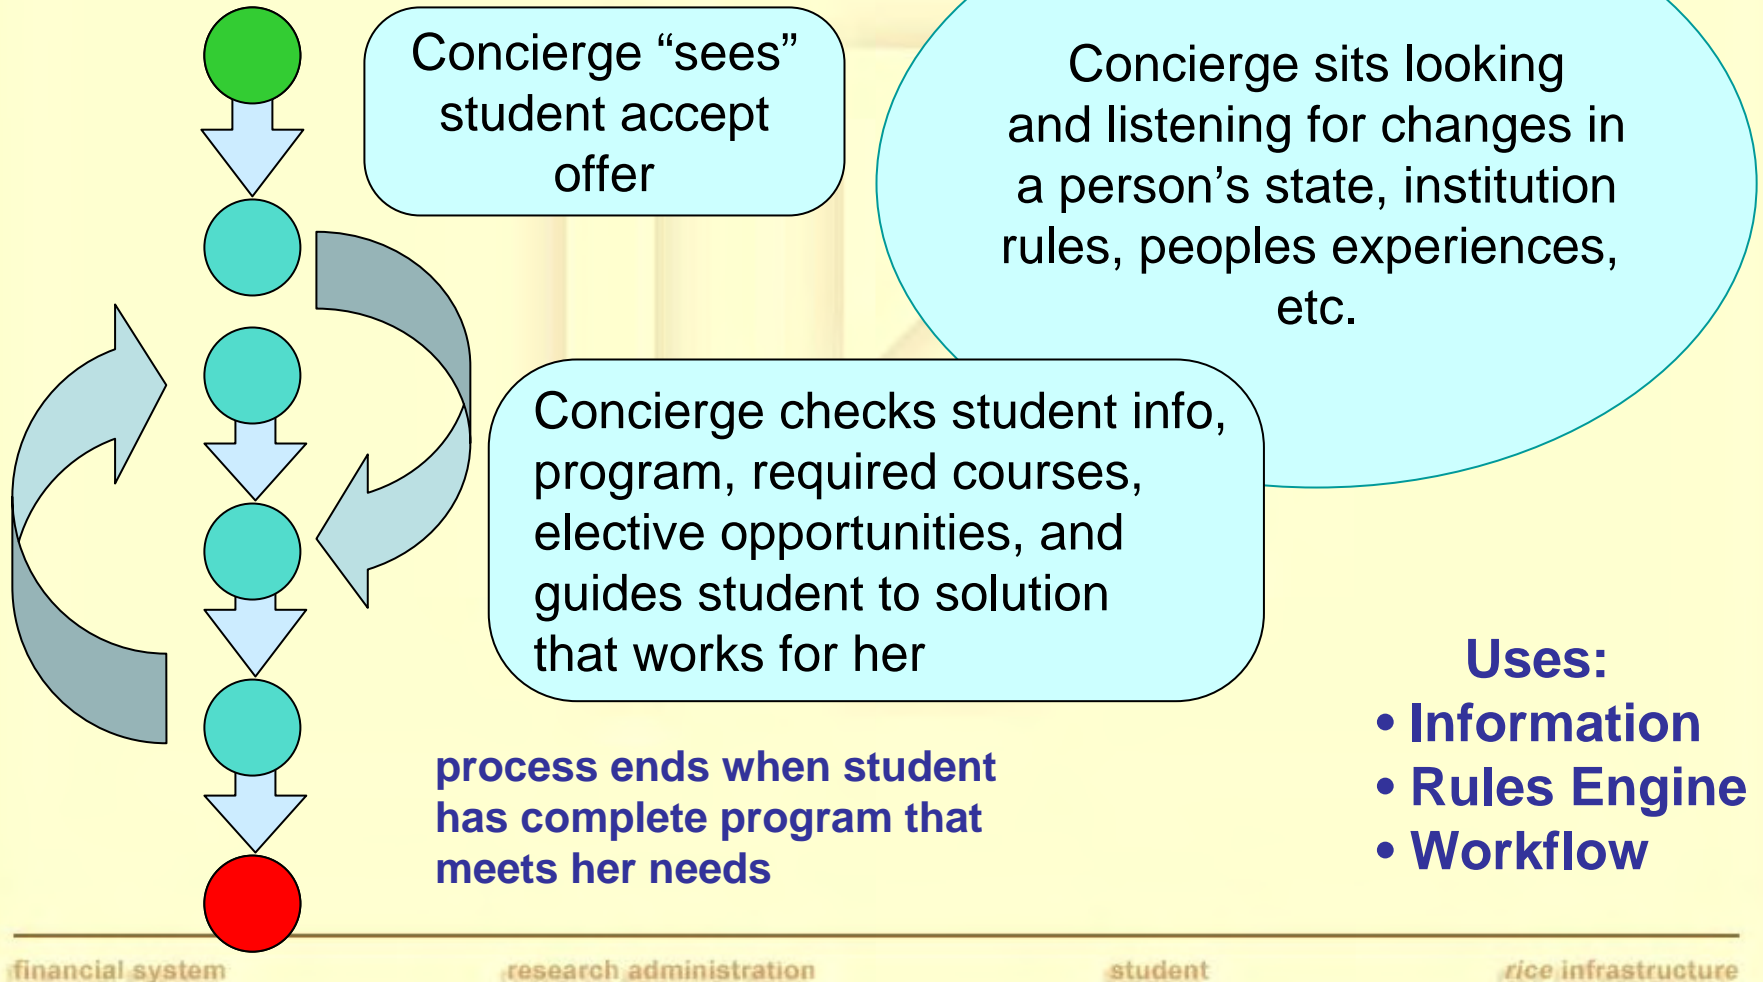 Concierge “sees”
student accept
offer
Concierge sits looking
and listening for changes in
a person’s state, institution
rules, peoples experiences,
etc.
Concierge checks student info,
program, required courses,
elective opportunities, and
guides student to solution
that works for her
process ends when student
has complete program that
meets her needs
Uses:
• Information
• Rules Engine
• Workflow
financial system research administration student rice infrastructure